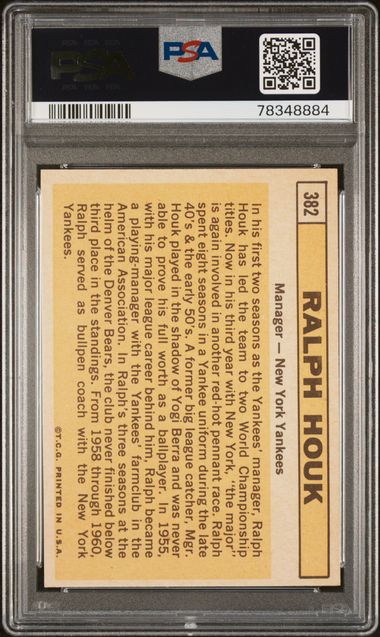 PSA
PSA
78348884
382
RALPH HOUK
Manager — New York Yankees
In his first two seasons as the Yankees' manager, Ralph
Houk has led the team to two World Championship
titles. Now in his third year with New York, "the major"
is again involved in another red-hot pennant race. Ralph
spent eight seasons in a Yankee uniform during the late
40's & the early 50's. A former big league catcher, Mgr.
Houk played in the shadow of Yogi Berra and was never
able to prove his full worth as a ballplayer. In 1955,
with his major league career behind him, Ralph became
a playing-manager with the Yankees' farmclub in the
American Association. In Ralph's three seasons at the
helm of the Denver Bears, the club never finished below
third place in the standings. From 1958 through 1960,
Ralph served as bullpen coach with the New York
Yankees.
©T.C.G. PRINTED IN U.S.A.